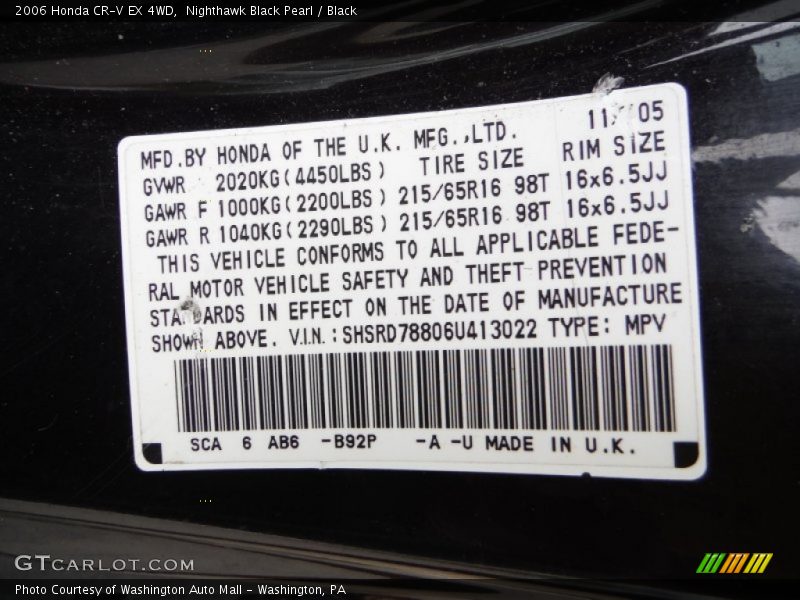 2006 Honda CR-V EX 4WD, Nighthawk Black Pearl / Black
MFD.BY HONDA OF THE U.K. MFG.,LTD. 11/05
GVWR 2020KG(4450LBS) TIRE SIZE RIM SIZE
GAWR F 1000KG(2200LBS) 215/65R16 98T 16x6.5JJ
GAWR R 1040KG(2290LBS) 215/65R16 98T 16x6.5JJ
THIS VEHICLE CONFORMS TO ALL APPLICABLE FEDE-
RAL MOTOR VEHICLE SAFETY AND THEFT PREVENTION
STANDARDS IN EFFECT ON THE DATE OF MANUFACTURE
SHOWN ABOVE. V.I.N.:SHSRD78806U413022 TYPE: MPV
SCA 6 AB6 -B92P -A -U MADE IN U.K.
GTCARLOT.COM
Photo Courtesy of Washington Auto Mall - Washington, PA